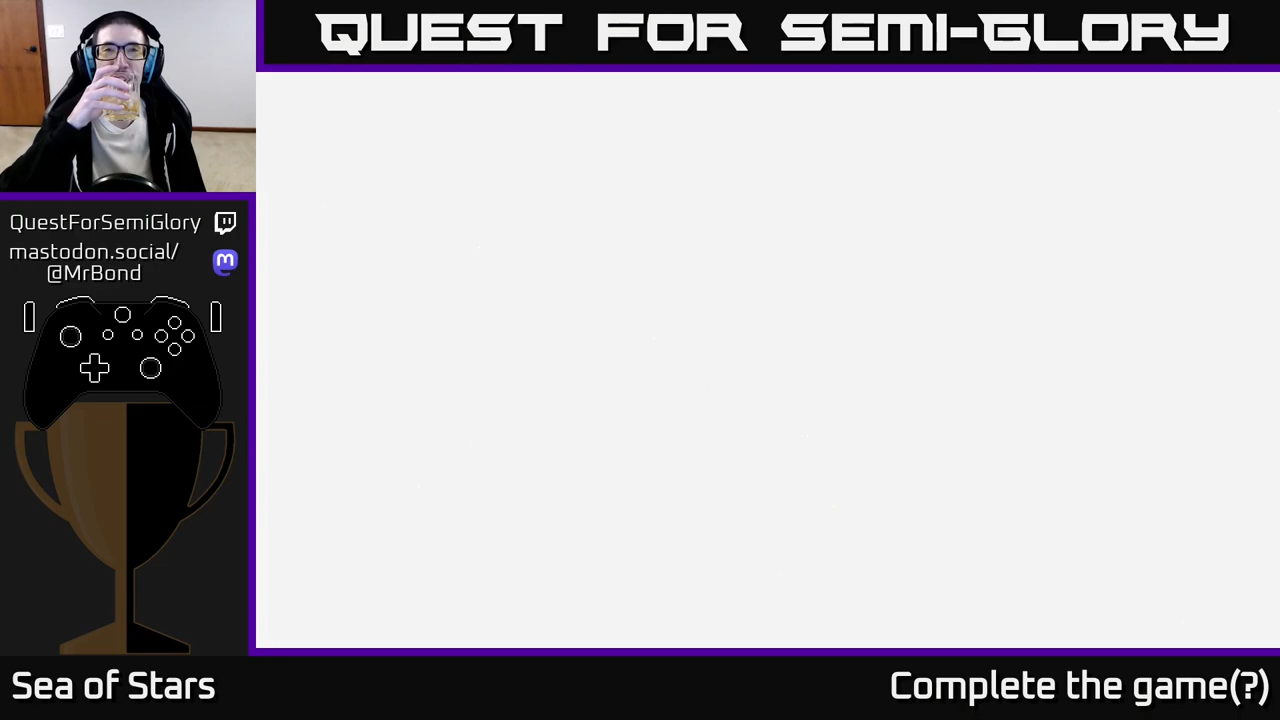 QUEST FOR SEMI-GLORY
QuestForSemiGlory
mastodon.social/
@MrBond
Sea of Stars
Complete the game(?)